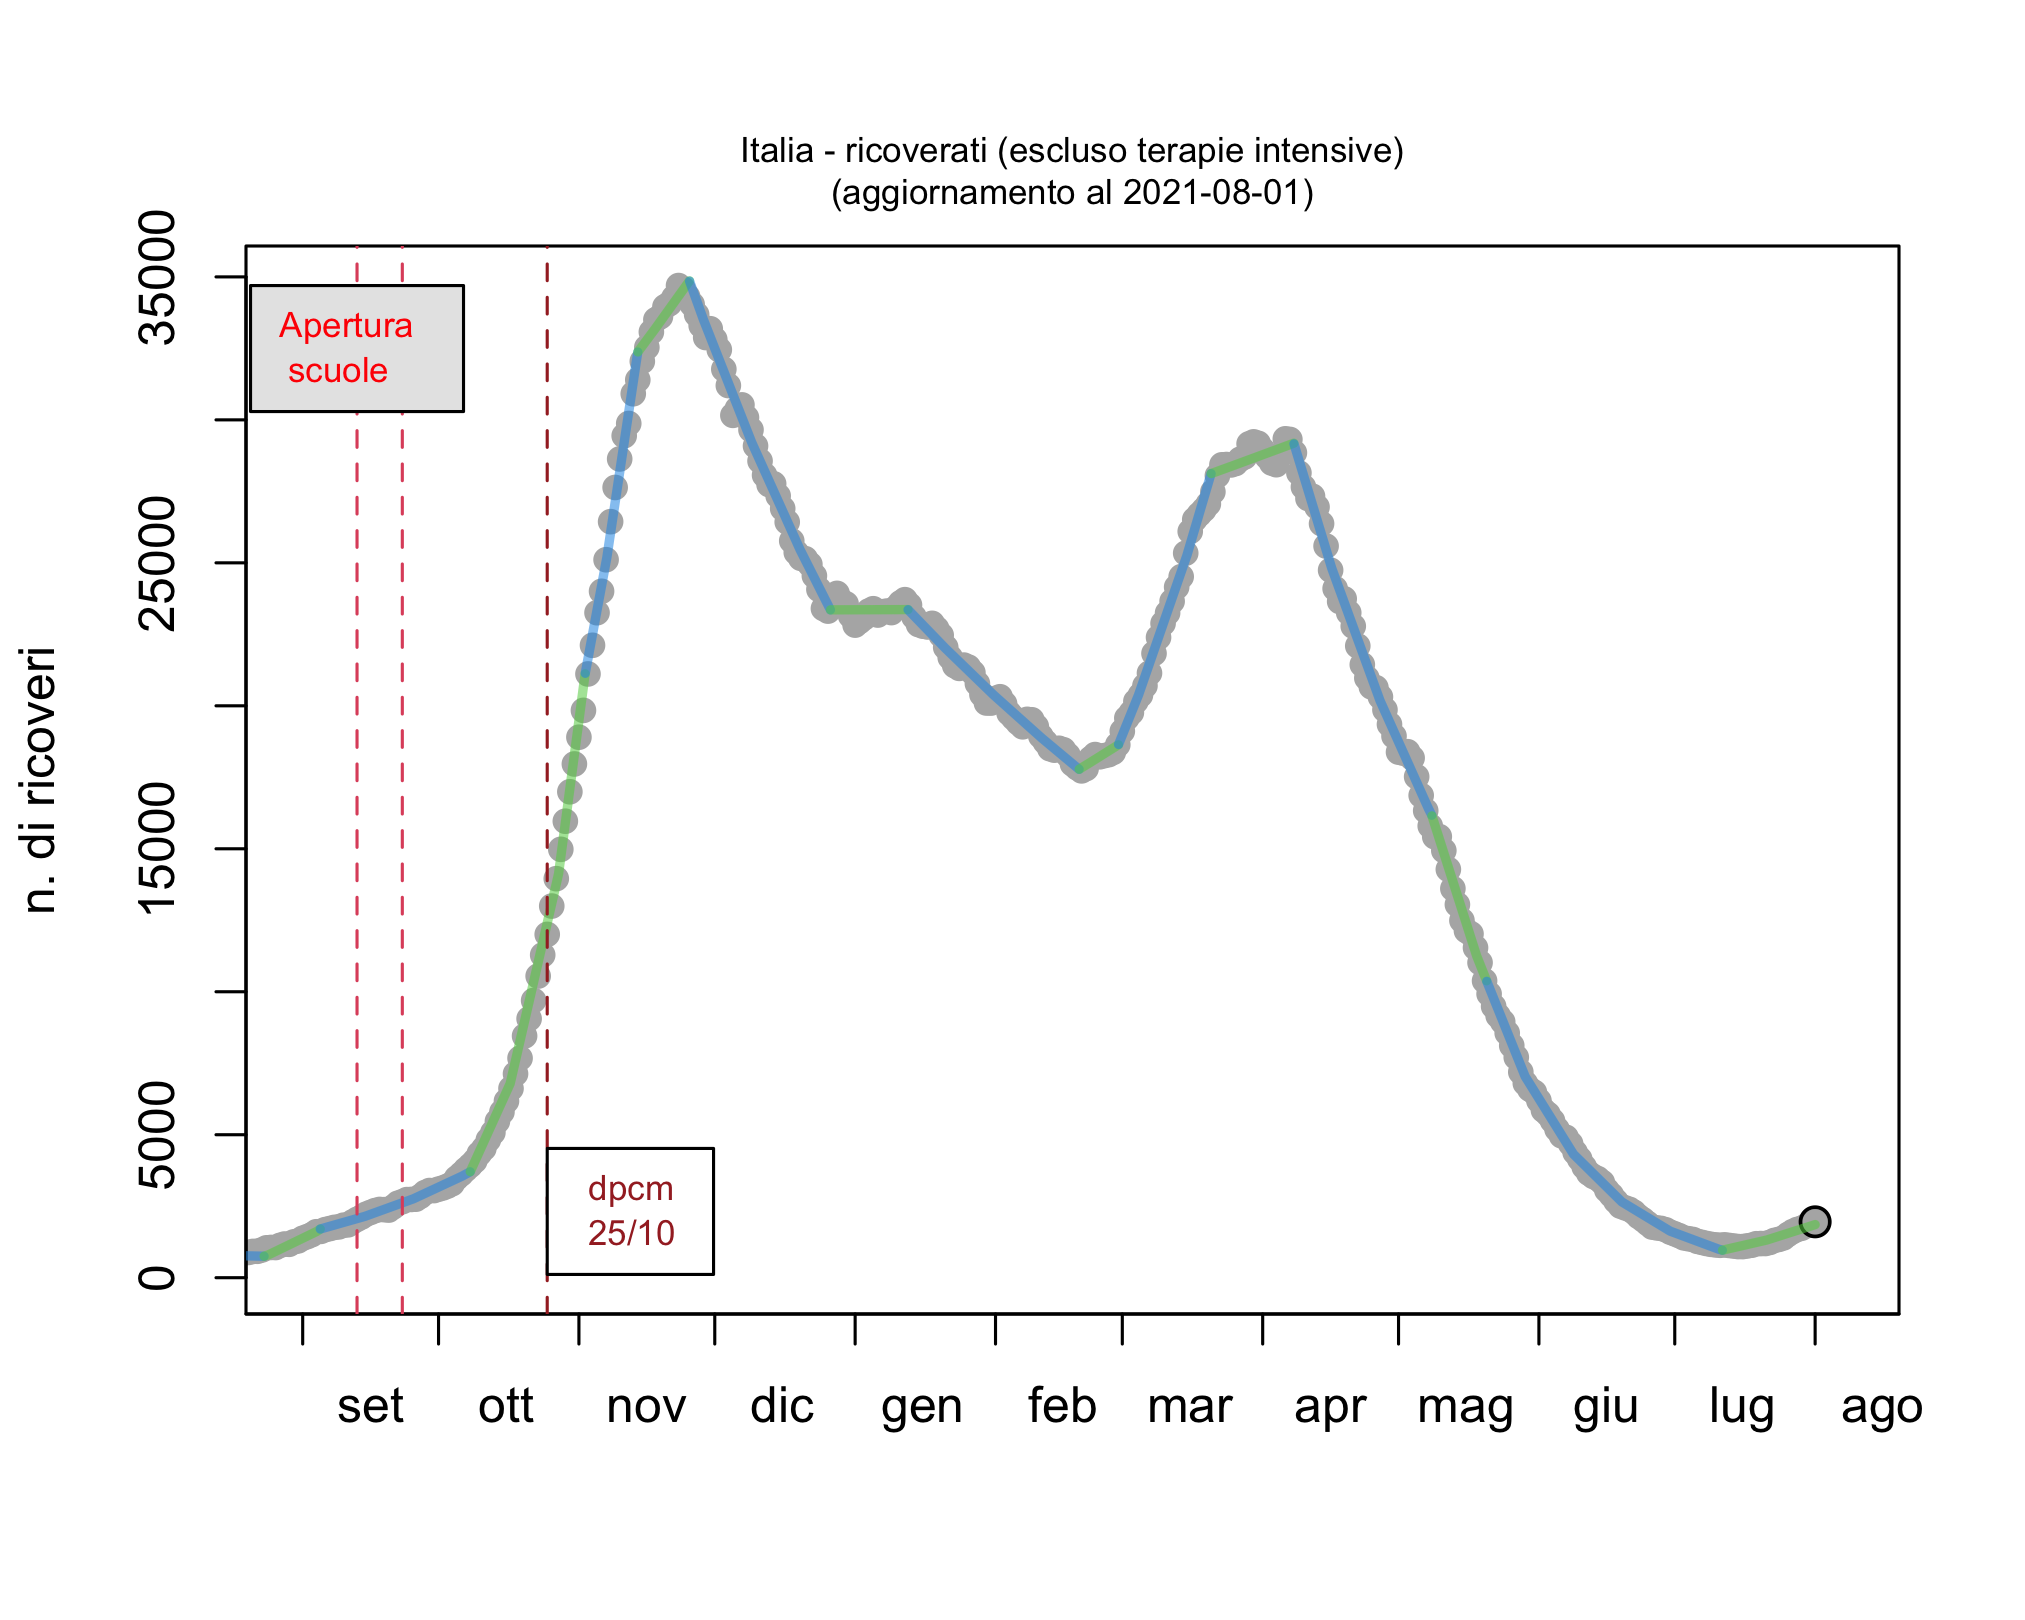 Italia - ricoverati (escluso terapie intensive)
(aggiornamento al 2021-08-01)
n. di ricoveri
35000
25000
15000
5000
0
Apertura
scuole
dpcm
25/10
set ott nov dic gen feb mar apr mag giu lug ago